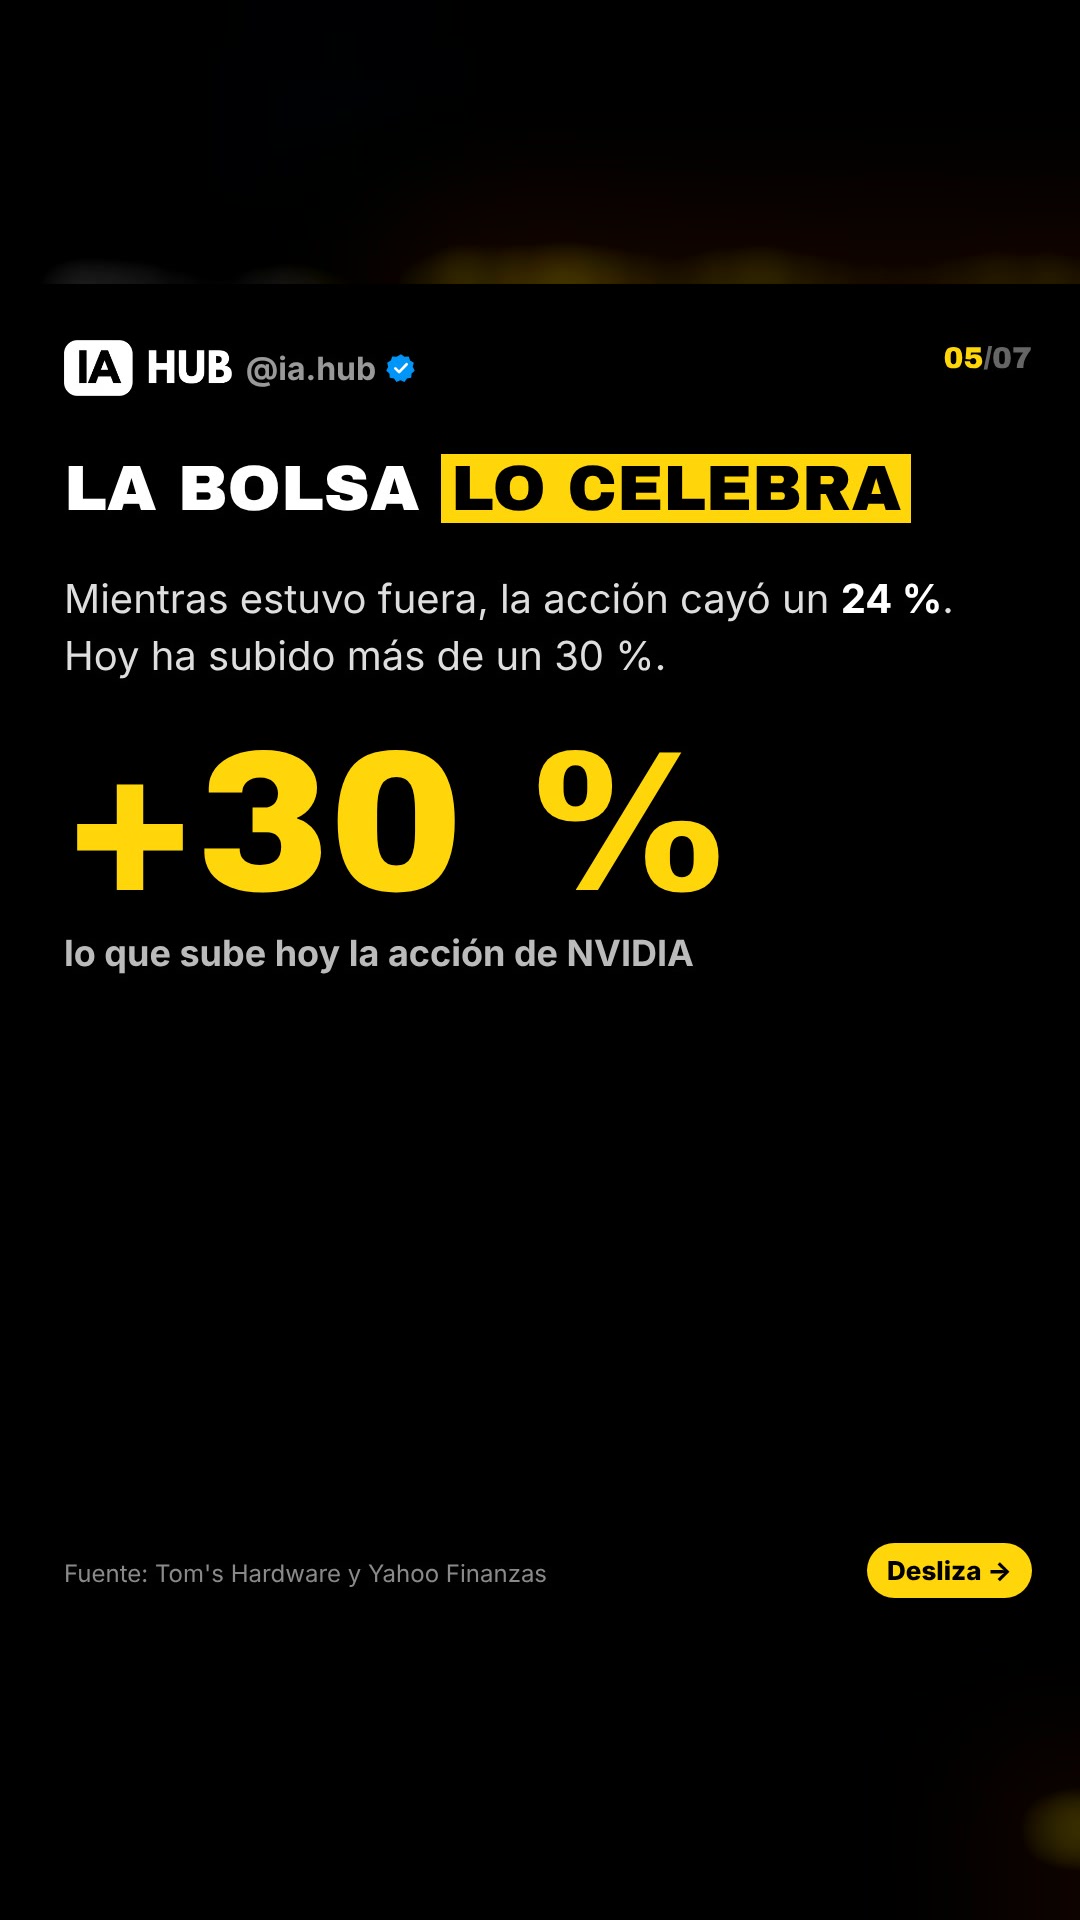 IA HUB @ia.hub
05/07
LA BOLSA LO CELEBRA
Mientras estuvo fuera, la acción cayó un 24 %.
Hoy ha subido más de un 30 %.
+30 %
lo que sube hoy la acción de NVIDIA
Fuente: Tom's Hardware y Yahoo Finanzas
Desliza →